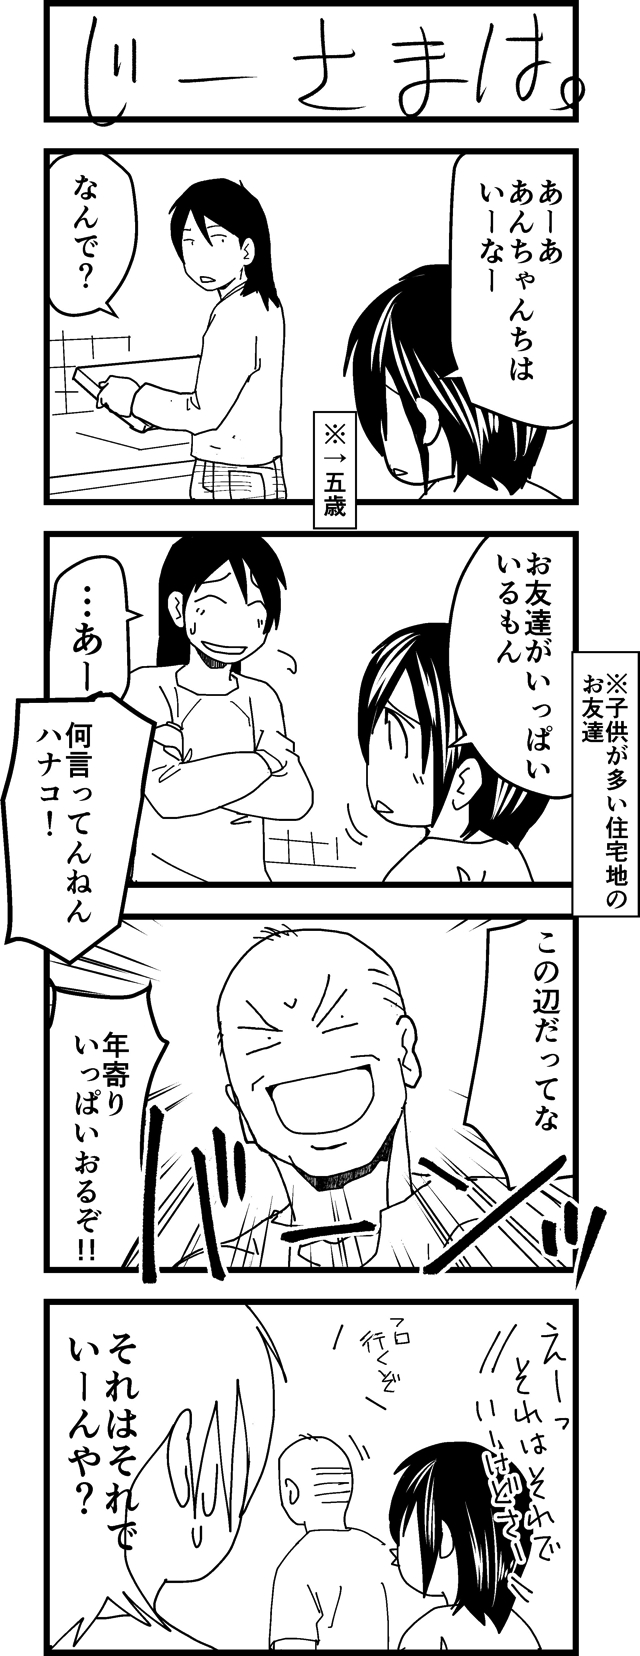 じーさまは。
あーあ
あんちゃんちは
いーなー
なんで？
※→五歳
お友達がいっぱい
いるもん
※子供が多い住宅地の
お友達
…あー
何言ってんねん
ハナコ！
この辺だってな
年寄り
いっぱいおるぞ!!
バーン
えーっ
それはそれで
いーけどさー
行くぞ
それはそれで
いーんや？